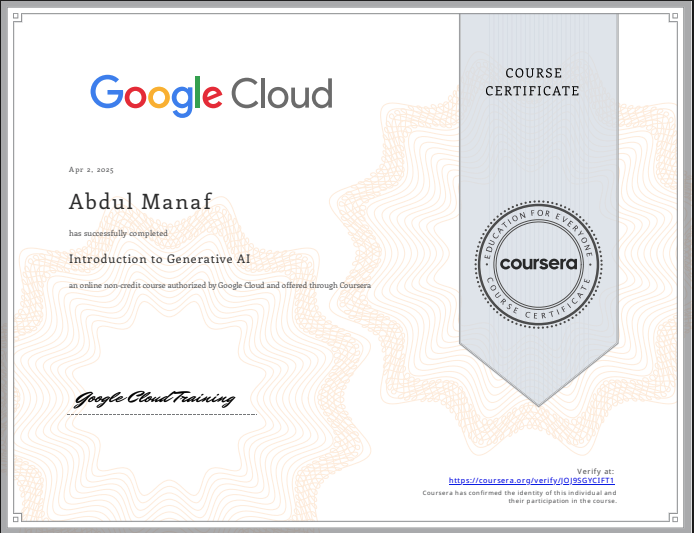 Google Cloud
COURSE
CERTIFICATE
Apr 2, 2025
Abdul Manaf
has successfully completed
Introduction to Generative AI
an online non-credit course authorized by Google Cloud and offered through Coursera
EDUCATION FOR EVERYONE
coursera
COURSE CERTIFICATE
Google Cloud Training
Verify at:
https://coursera.org/verify/JOJ9SGYCIFT1
Coursera has confirmed the identity of this individual and
their participation in the course.